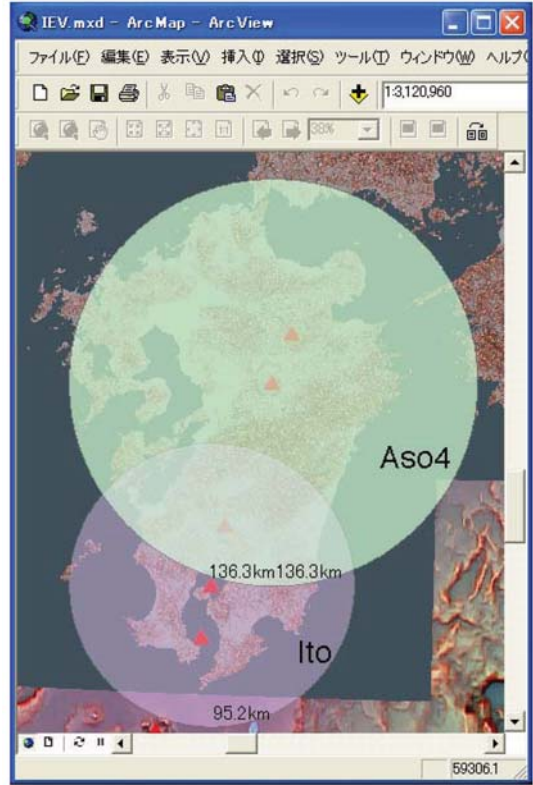 IEV.mxd - ArcMap - ArcView
ファイル(F) 編集(E) 表示(V) 挿入(I) 選択(S) ツール(T) ウィンドウ(W) ヘルプ(
1:3,120,960
38%
Aso4
136.3km136.3km
Ito
95.2km
59306.1